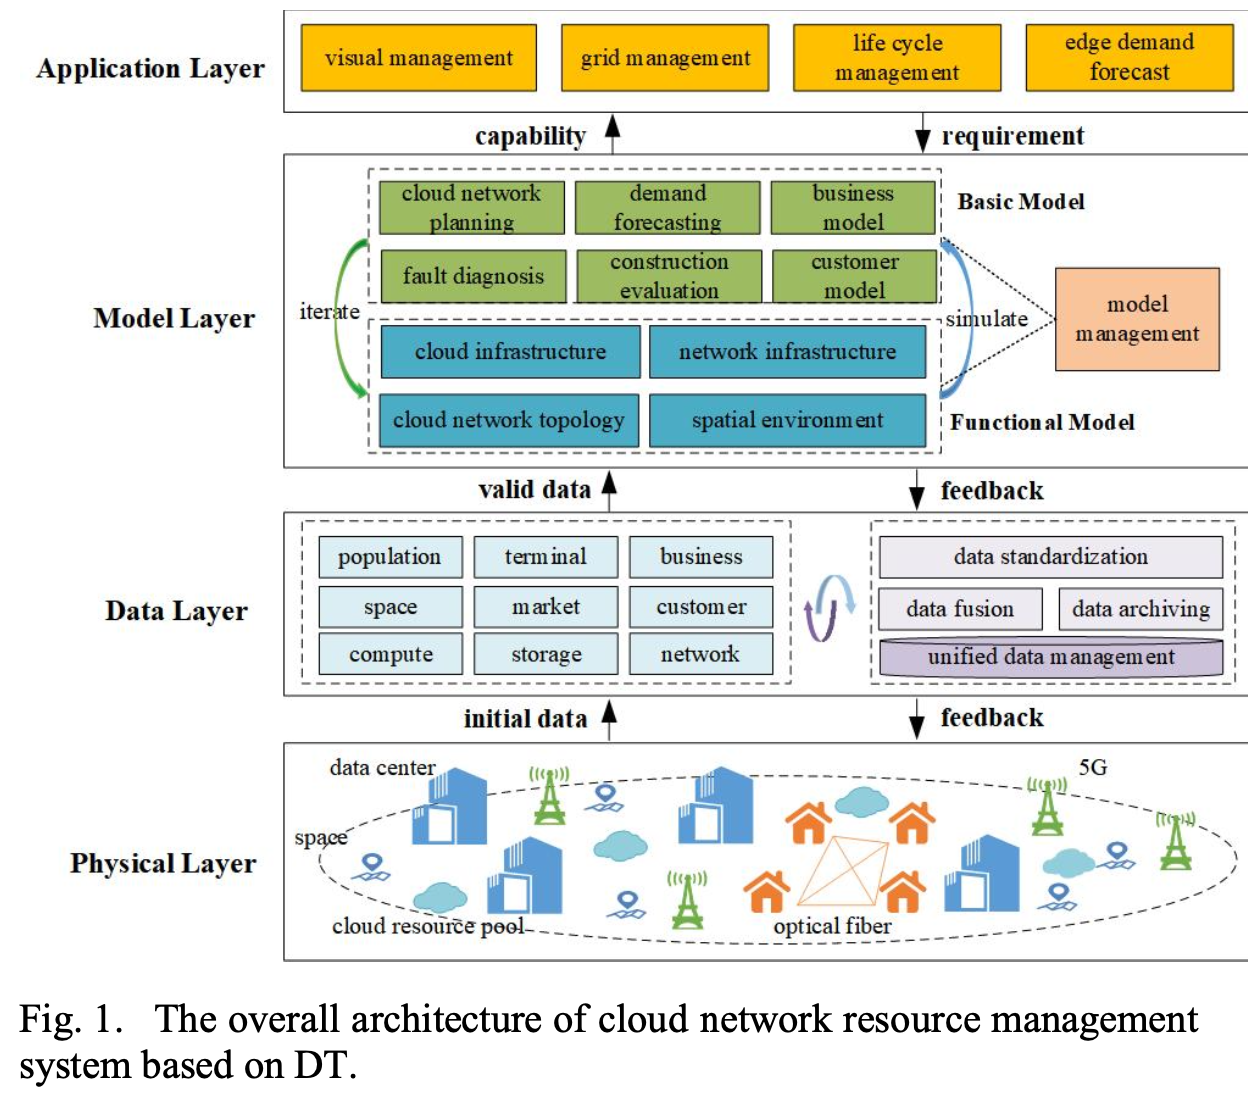 Application Layer
visual management
grid management
life cycle
management
edge demand
forecast
capability
requirement
Model Layer
cloud network
planning
demand
forecasting
business
model
Basic Model
fault diagnosis
construction
evaluation
customer
model
iterate
simulate
model
management
cloud infrastructure
network infrastructure
cloud network topology
spatial environment
Functional Model
valid data
feedback
Data Layer
population
terminal
business
space
market
customer
compute
storage
network
data standardization
data fusion
data archiving
unified data management
initial data
feedback
Physical Layer
data center
5G
space
cloud resource pool
optical fiber
Fig. 1. The overall architecture of cloud network resource management
system based on DT.